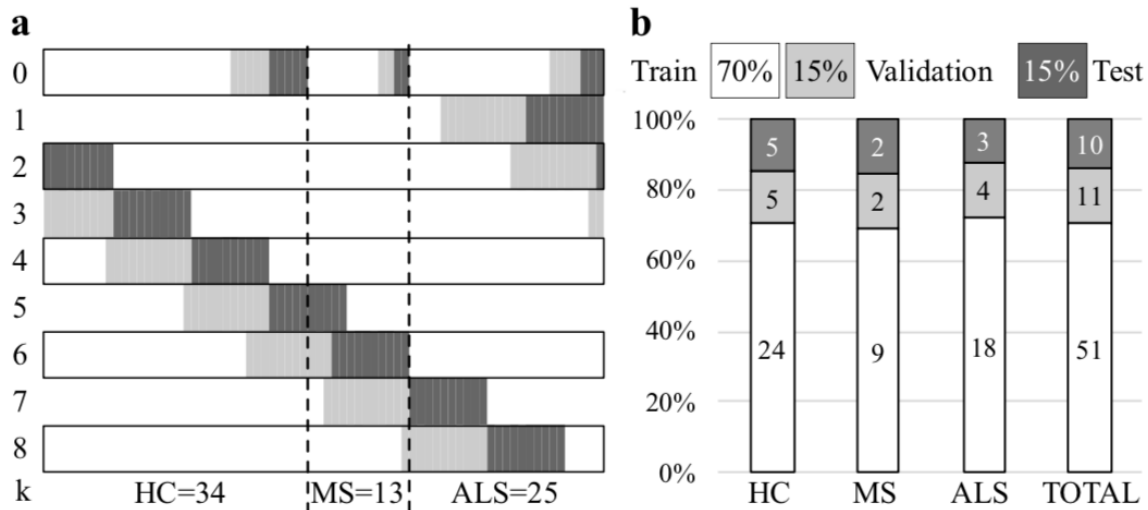 a
0
1
2
3
4
5
6
7
8
k HC=34 MS=13 ALS=25
b
Train 70% 15% Validation 15% Test
100%
80%
60%
40%
20%
0%
5 2 3 10
5 2 4 11
24 9 18 51
HC MS ALS TOTAL